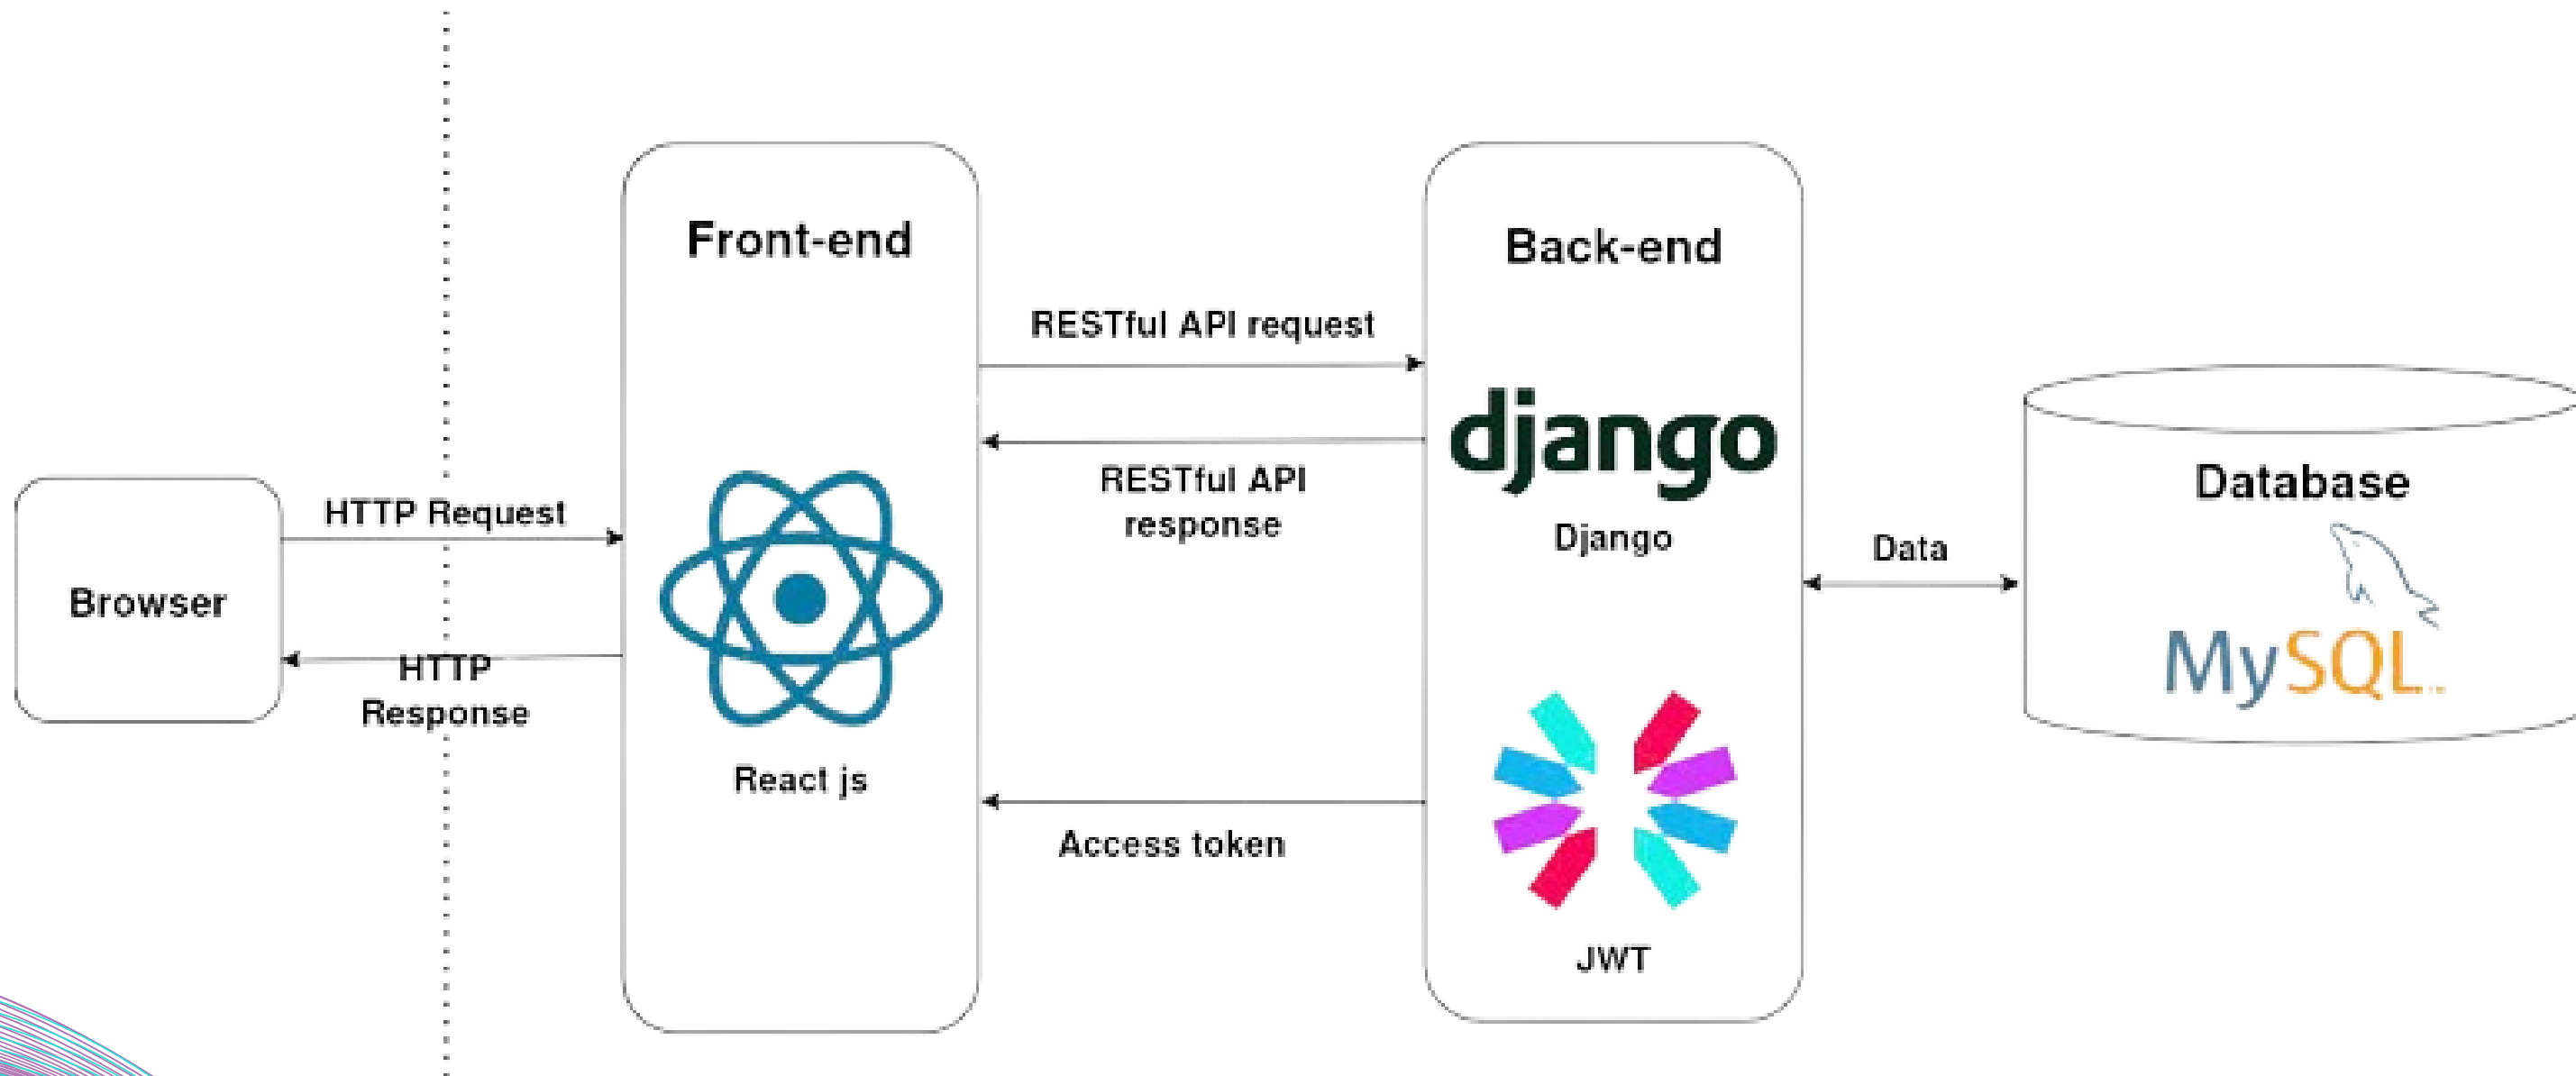 Browser
HTTP Request
HTTP
Response
Front-end
React js
RESTful API request
RESTful API
response
Access token
Back-end
django
Django
JWT
Data
Database
MySQL